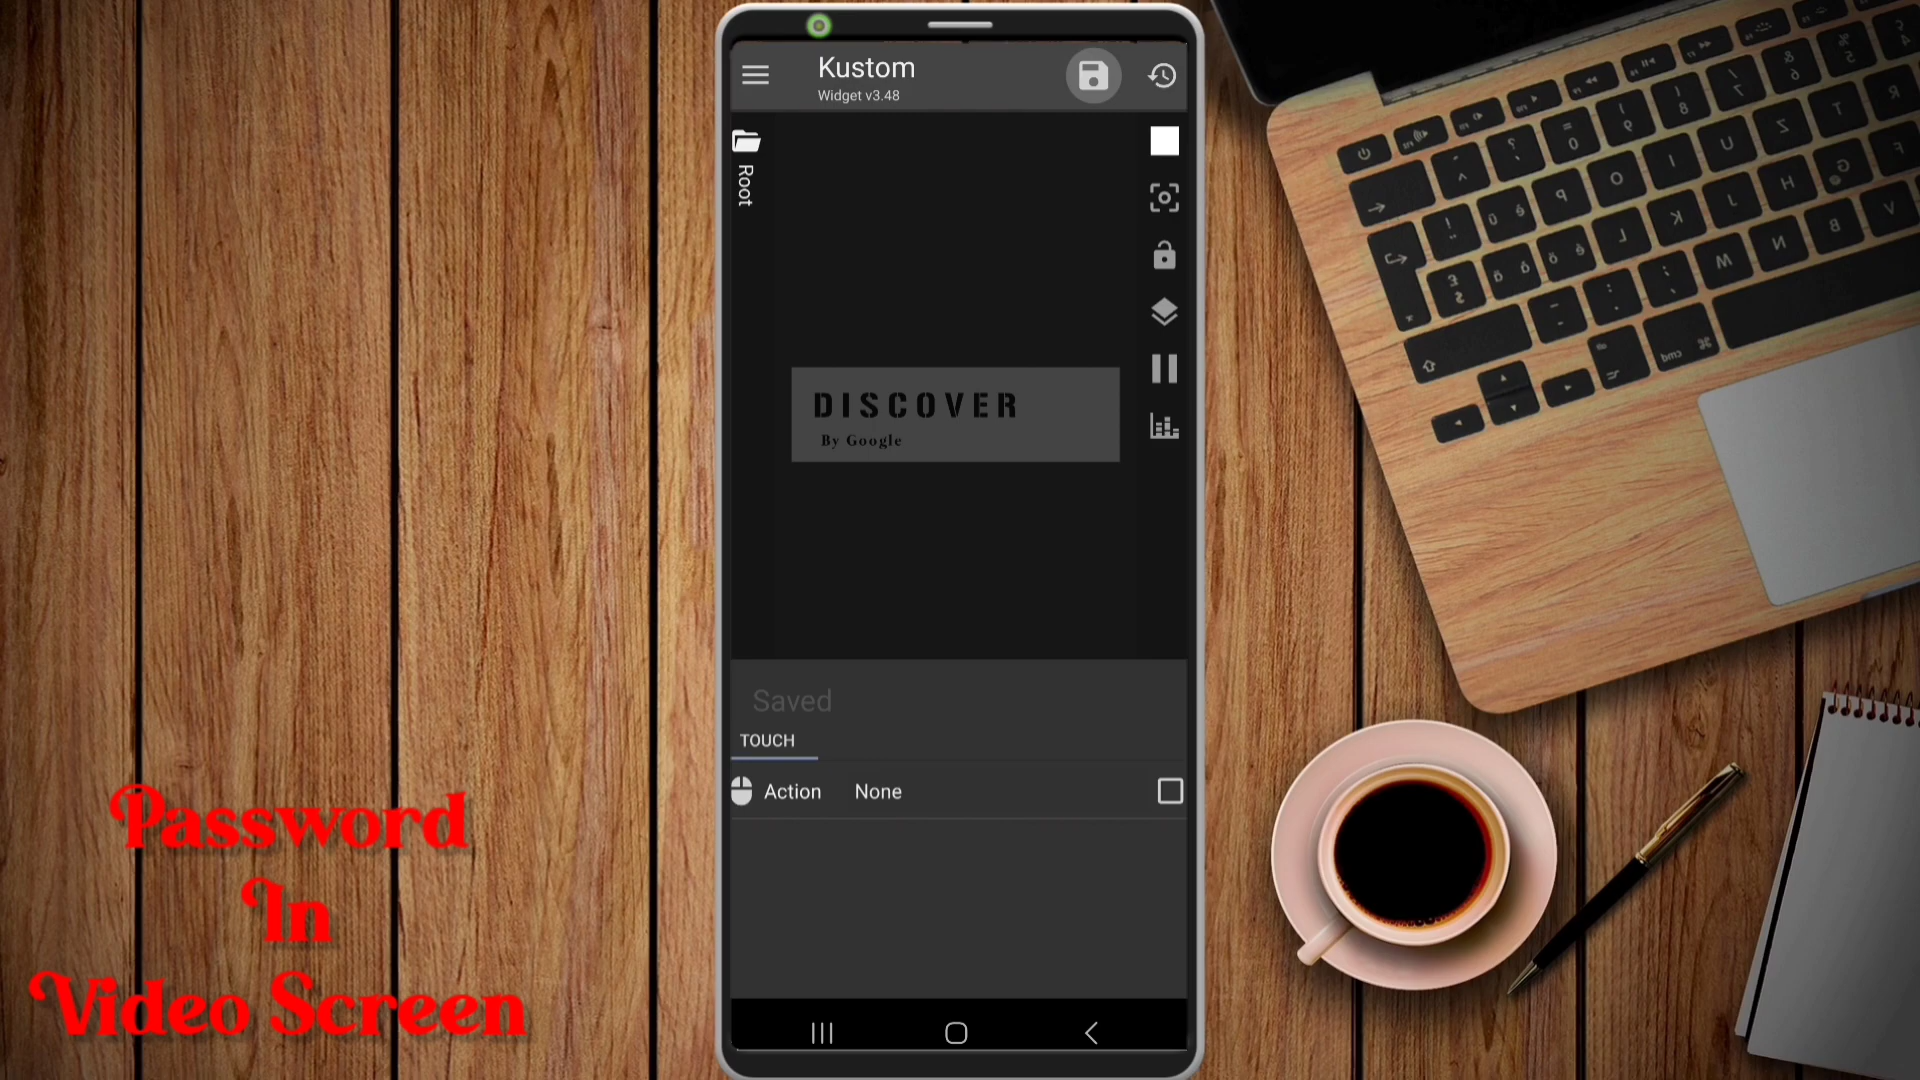 Kustom
Widget v3.48
Root
DISCOVER
By Google
Saved
TOUCH
Action None
Password
In
Video Screen